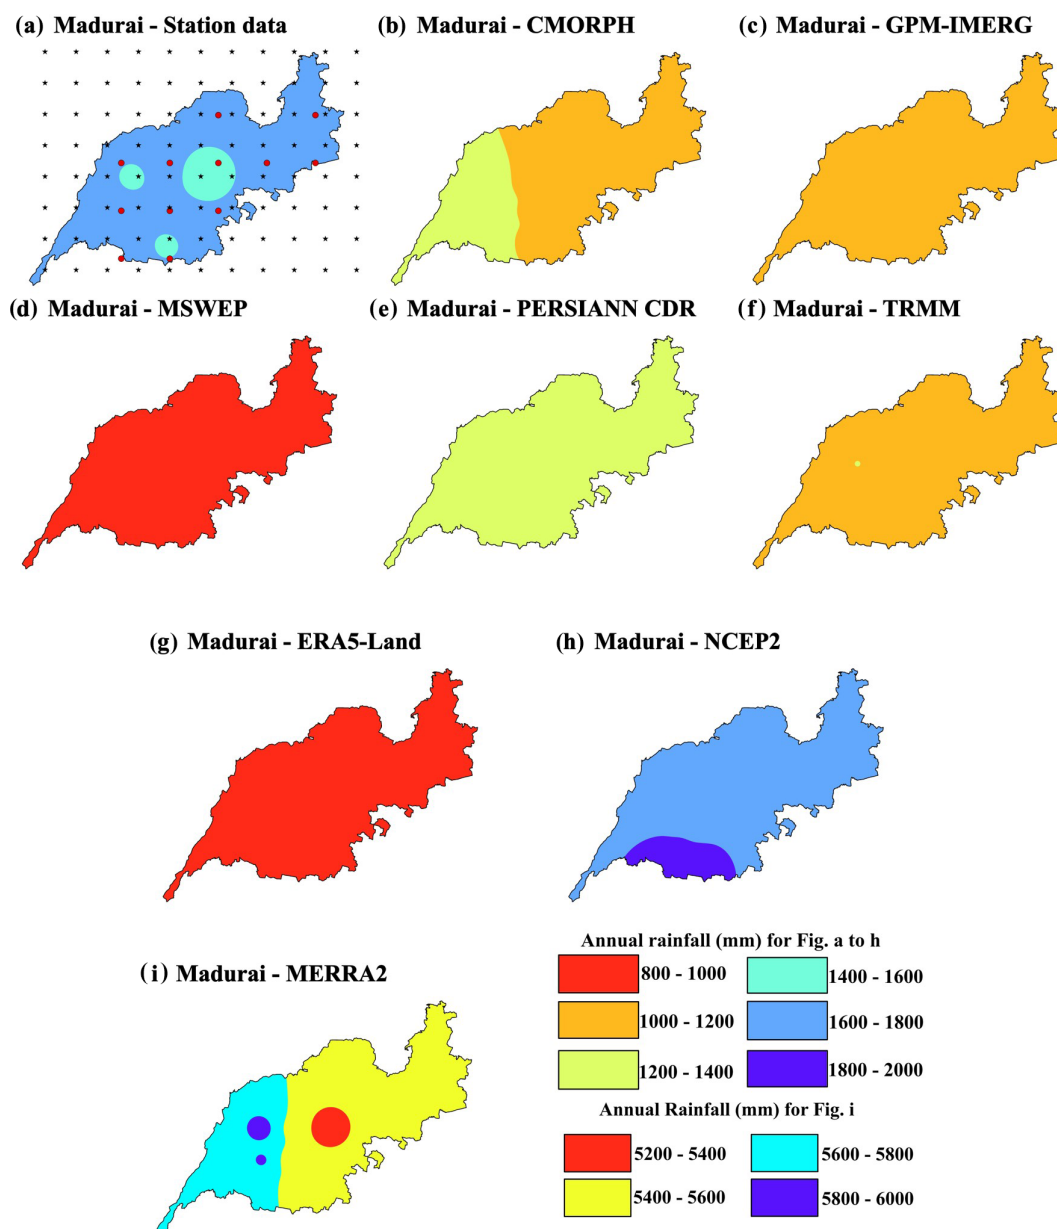 (a) Madurai - Station data
(b) Madurai - CMORPH
(c) Madurai - GPM-IMERG
(d) Madurai - MSWEP
(e) Madurai - PERSIANN CDR
(f) Madurai - TRMM
(g) Madurai - ERA5-Land
(h) Madurai - NCEP2
(i) Madurai - MERRA2
Annual rainfall (mm) for Fig. a to h
800 - 1000
1400 - 1600
1000 - 1200
1600 - 1800
1200 - 1400
1800 - 2000
Annual Rainfall (mm) for Fig. i
5200 - 5400
5600 - 5800
5400 - 5600
5800 - 6000